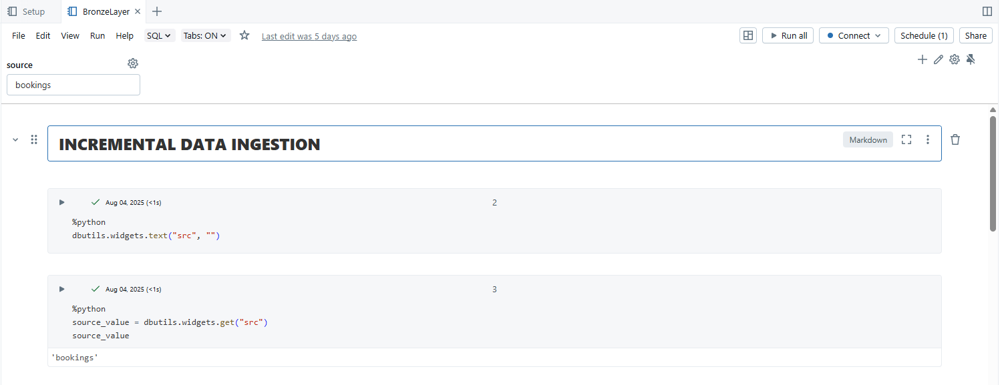 Setup
BronzeLayer
File Edit View Run Help SQL Tabs: ON Last edit was 5 days ago Run all Connect Schedule (1) Share
source
bookings
INCREMENTAL DATA INGESTION
Markdown
Aug 04, 2025 (<1s)
2
%python
dbutils.widgets.text("src", "")
Aug 04, 2025 (<1s)
3
%python
source_value = dbutils.widgets.get("src")
source_value
'bookings'